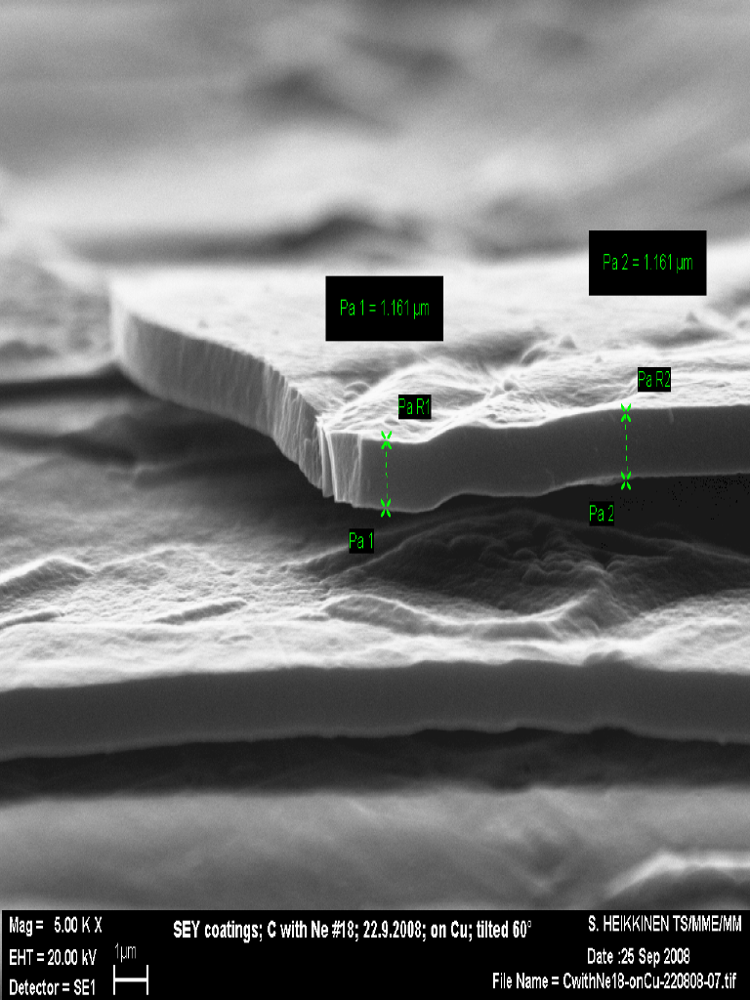 Pa 2 = 1.161 µm
Pa 1 = 1.161 µm
Pa R2
Pa R1
Pa 2
Pa 1
Mag = 5.00 K X
EHT = 20.00 kV
Detector = SE1
1µm
SEY coatings; C with Ne #18; 22.9.2008; on Cu; tilted 60°
S. HEIKKINEN TS/MME/MM
Date :25 Sep 2008
File Name = CwithNe18-onCu-220808-07.tif